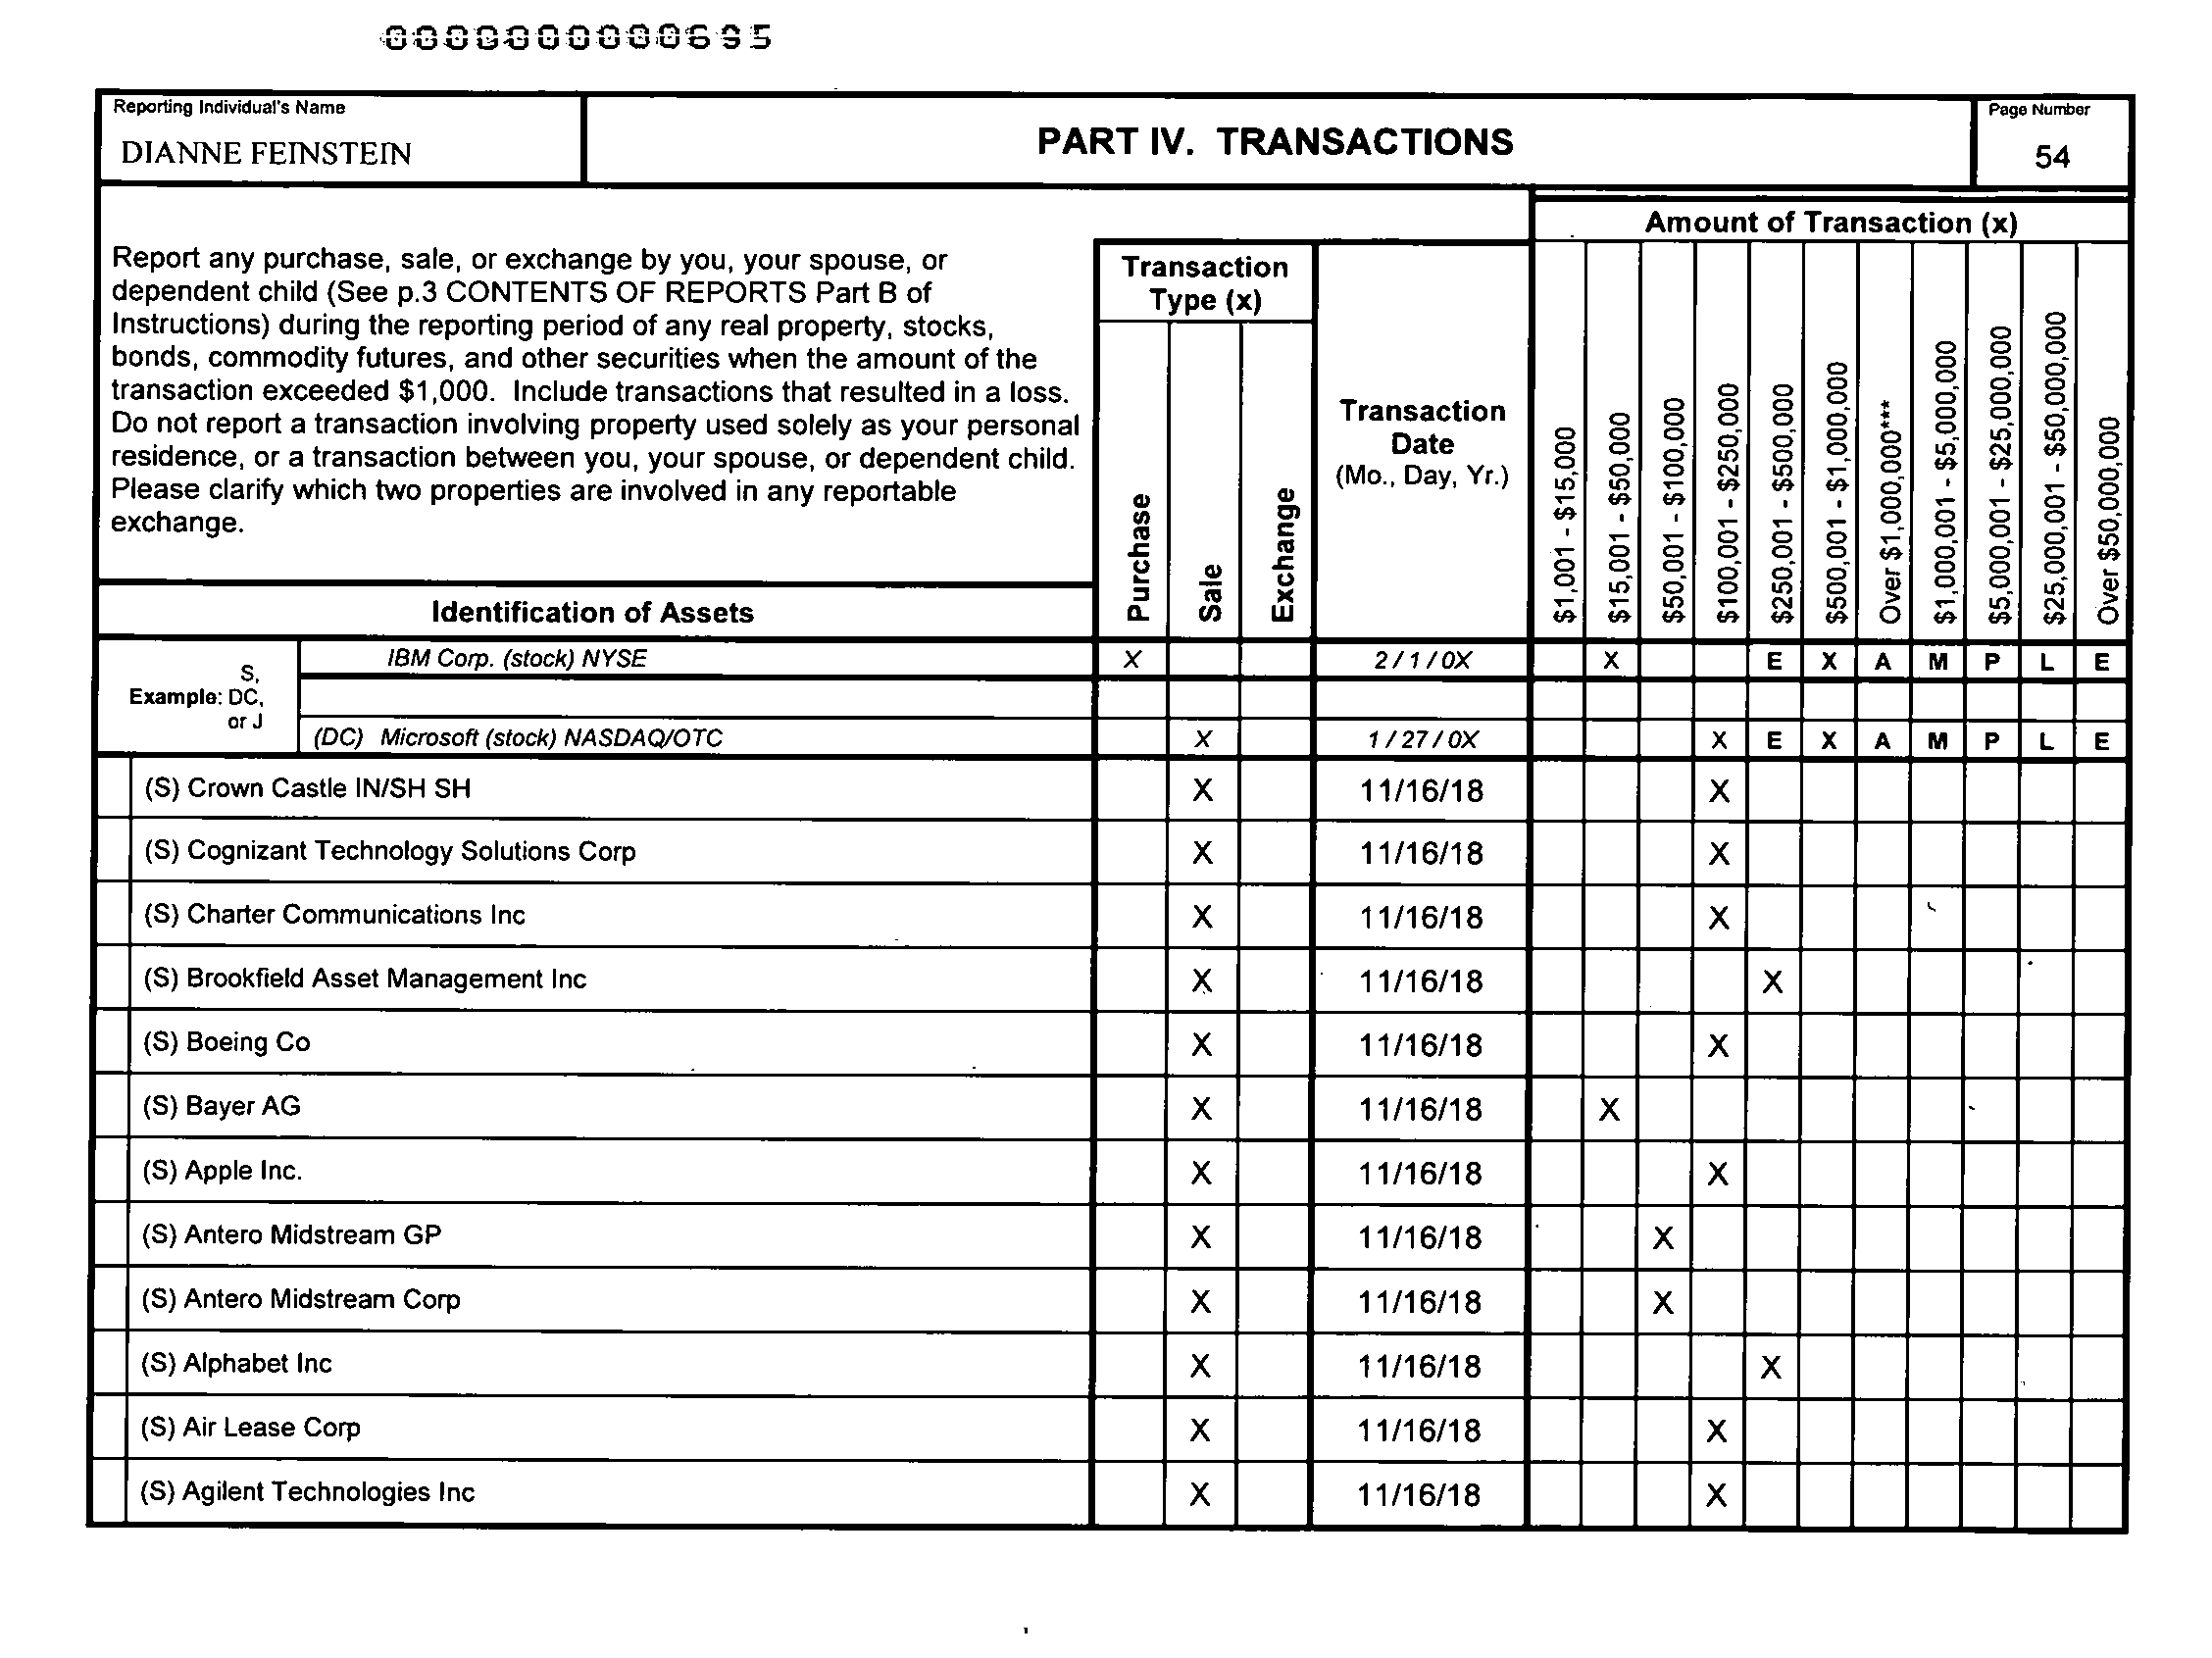 000000000695
Reporting Individual's Name
DIANNE FEINSTEIN
PART IV. TRANSACTIONS
Page Number
54
Report any purchase, sale, or exchange by you, your spouse, or
dependent child (See p.3 CONTENTS OF REPORTS Part B of
Instructions) during the reporting period of any real property, stocks,
bonds, commodity futures, and other securities when the amount of the
transaction exceeded $1,000. Include transactions that resulted in a loss.
Do not report a transaction involving property used solely as your personal
residence, or a transaction between you, your spouse, or dependent child.
Please clarify which two properties are involved in any reportable
exchange.
Identification of Assets
Transaction
Type (x)
Purchase
Sale
Exchange
Transaction
Date
(Mo., Day, Yr.)
Amount of Transaction (x)
$1,001 - $15,000
$15,001 - $50,000
$50,001 - $100,000
$100,001 - $250,000
$250,001 - $500,000
$500,001 - $1,000,000
Over $1,000,000***
$1,000,001 - $5,000,000
$5,000,001 - $25,000,000
$25,000,001 - $50,000,000
Over $50,000,000
S,
Example: DC,
or J
IBM Corp. (stock) NYSE X 2/1/0X X E X A M P L E
(DC) Microsoft (stock) NASDAQ/OTC X 1/27/0X X E X A M P L E
(S) Crown Castle IN/SH SH X 11/16/18 X
(S) Cognizant Technology Solutions Corp X 11/16/18 X
(S) Charter Communications Inc X 11/16/18 X
(S) Brookfield Asset Management Inc X 11/16/18 X
(S) Boeing Co X 11/16/18 X
(S) Bayer AG X 11/16/18 X
(S) Apple Inc. X 11/16/18 X
(S) Antero Midstream GP X 11/16/18 X
(S) Antero Midstream Corp X 11/16/18 X
(S) Alphabet Inc X 11/16/18 X
(S) Air Lease Corp X 11/16/18 X
(S) Agilent Technologies Inc X 11/16/18 X